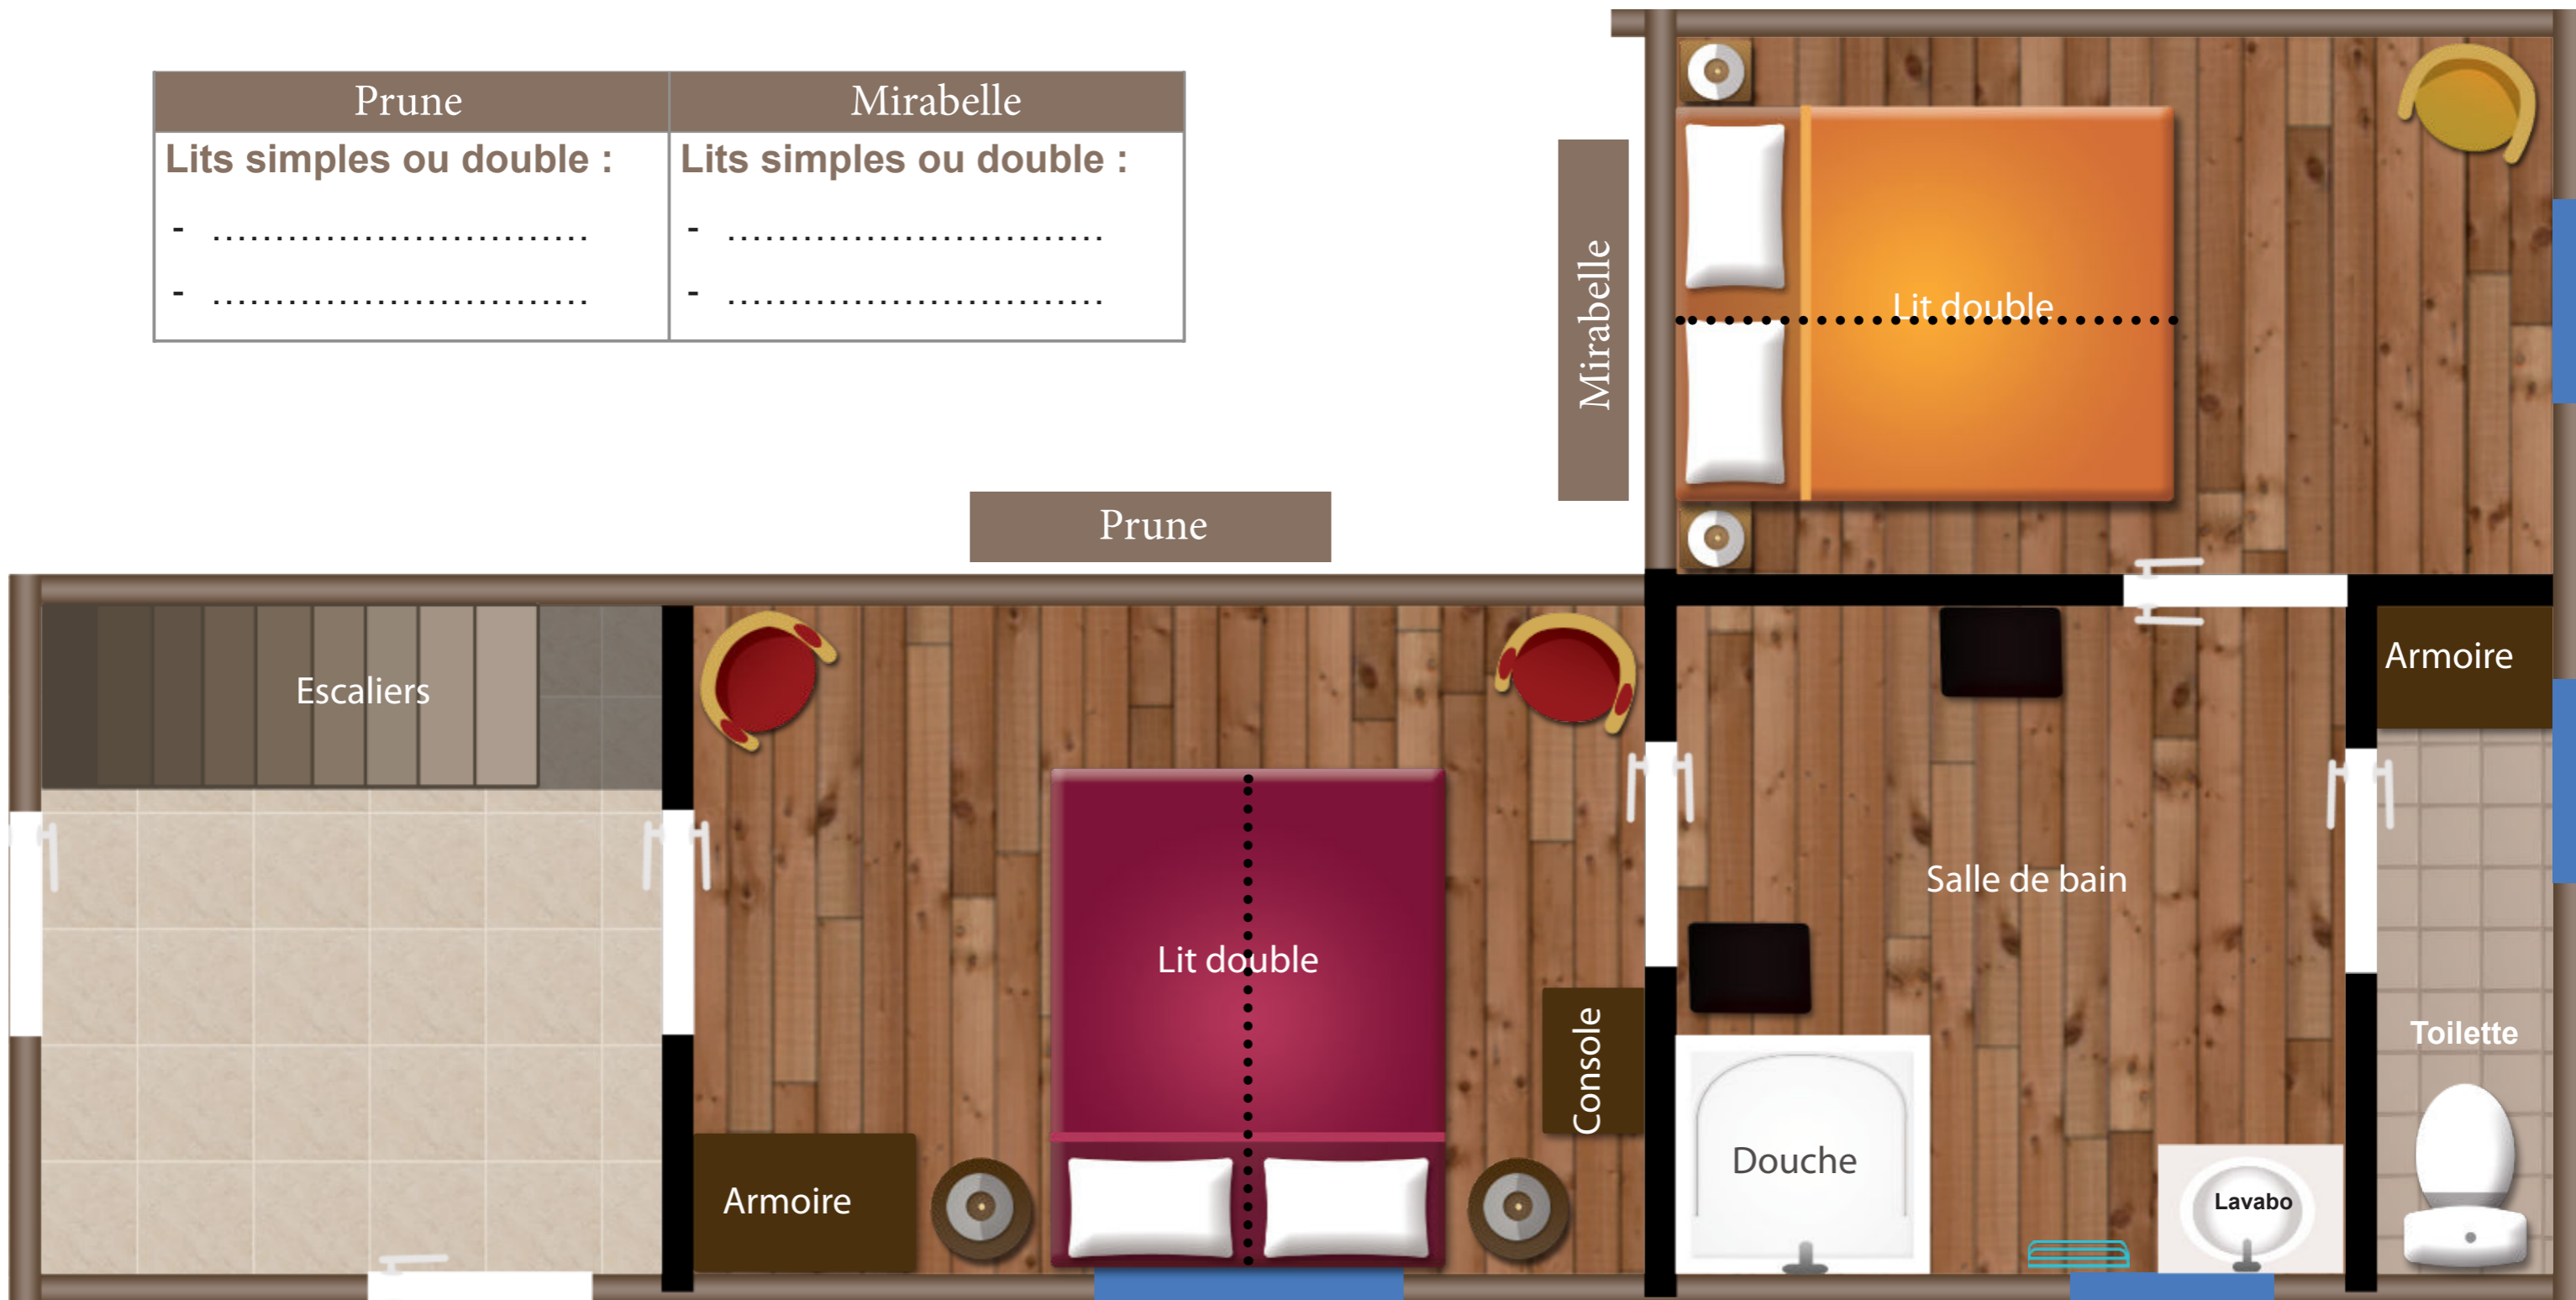 Prune
Mirabelle
Lits simples ou double :
Lits simples ou double :
- ..............................
- ..............................
- ..............................
- ..............................
Mirabelle
Lit double
Prune
Escaliers
Armoire
Salle de bain
Lit double
Toilette
Console
Douche
Armoire
Lavabo